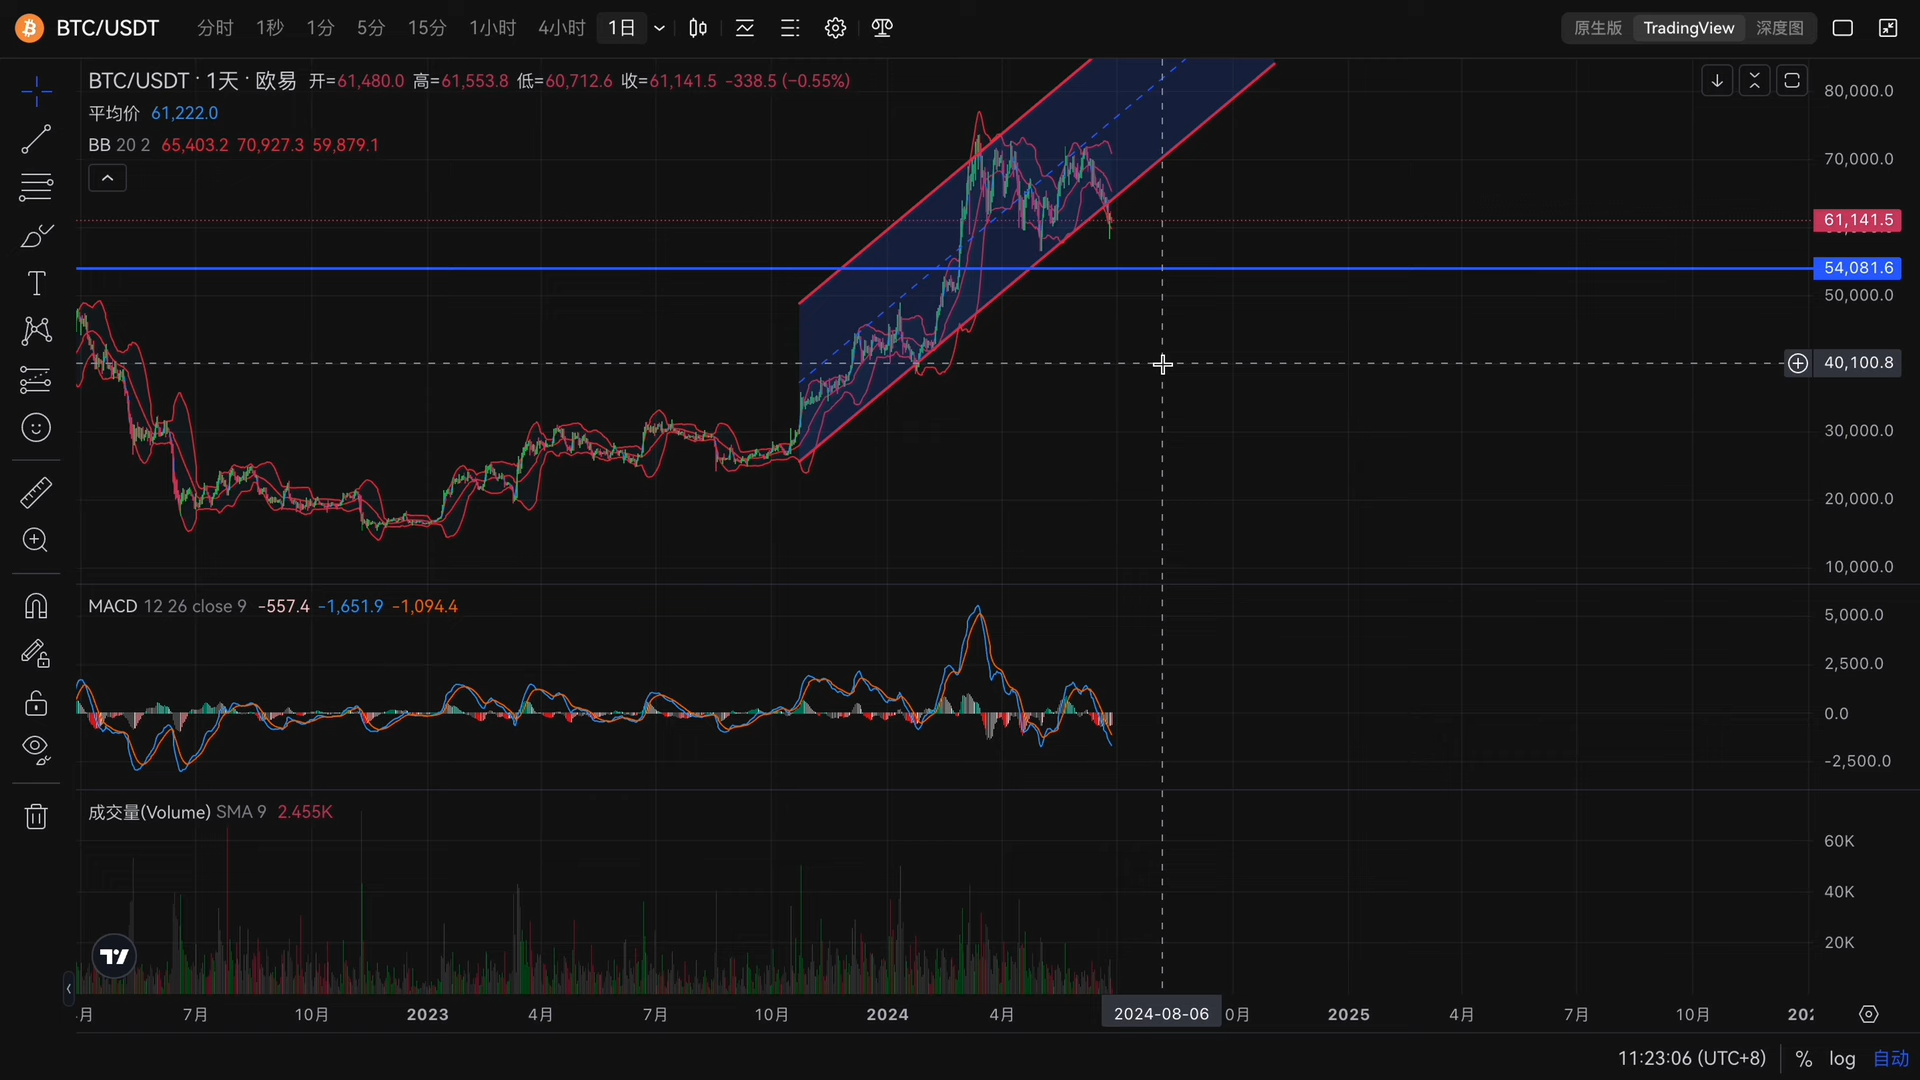 BTC/USDT 分时 1秒 1分 5分 15分 1小时 4小时 1日 原生版 TradingView 深度图
BTC/USDT · 1天 · 欧易 开=61,480.0 高=61,553.8 低=60,712.6 收=61,141.5 −338.5 (−0.55%)
平均价 61,222.0
BB 20 2 65,403.2 70,927.3 59,879.1
80,000.0
70,000.0
61,141.5
54,081.6
50,000.0
40,100.8
30,000.0
20,000.0
10,000.0
MACD 12 26 close 9 −557.4 −1,651.9 −1,094.4
5,000.0
2,500.0
0.0
-2,500.0
成交量(Volume) SMA 9 2.455K
60K
40K
20K
月 7月 10月 2023 4月 7月 10月 2024 4月 2024-08-06 0月 2025 4月 7月 10月 202
11:23:06 (UTC+8) % log 自动